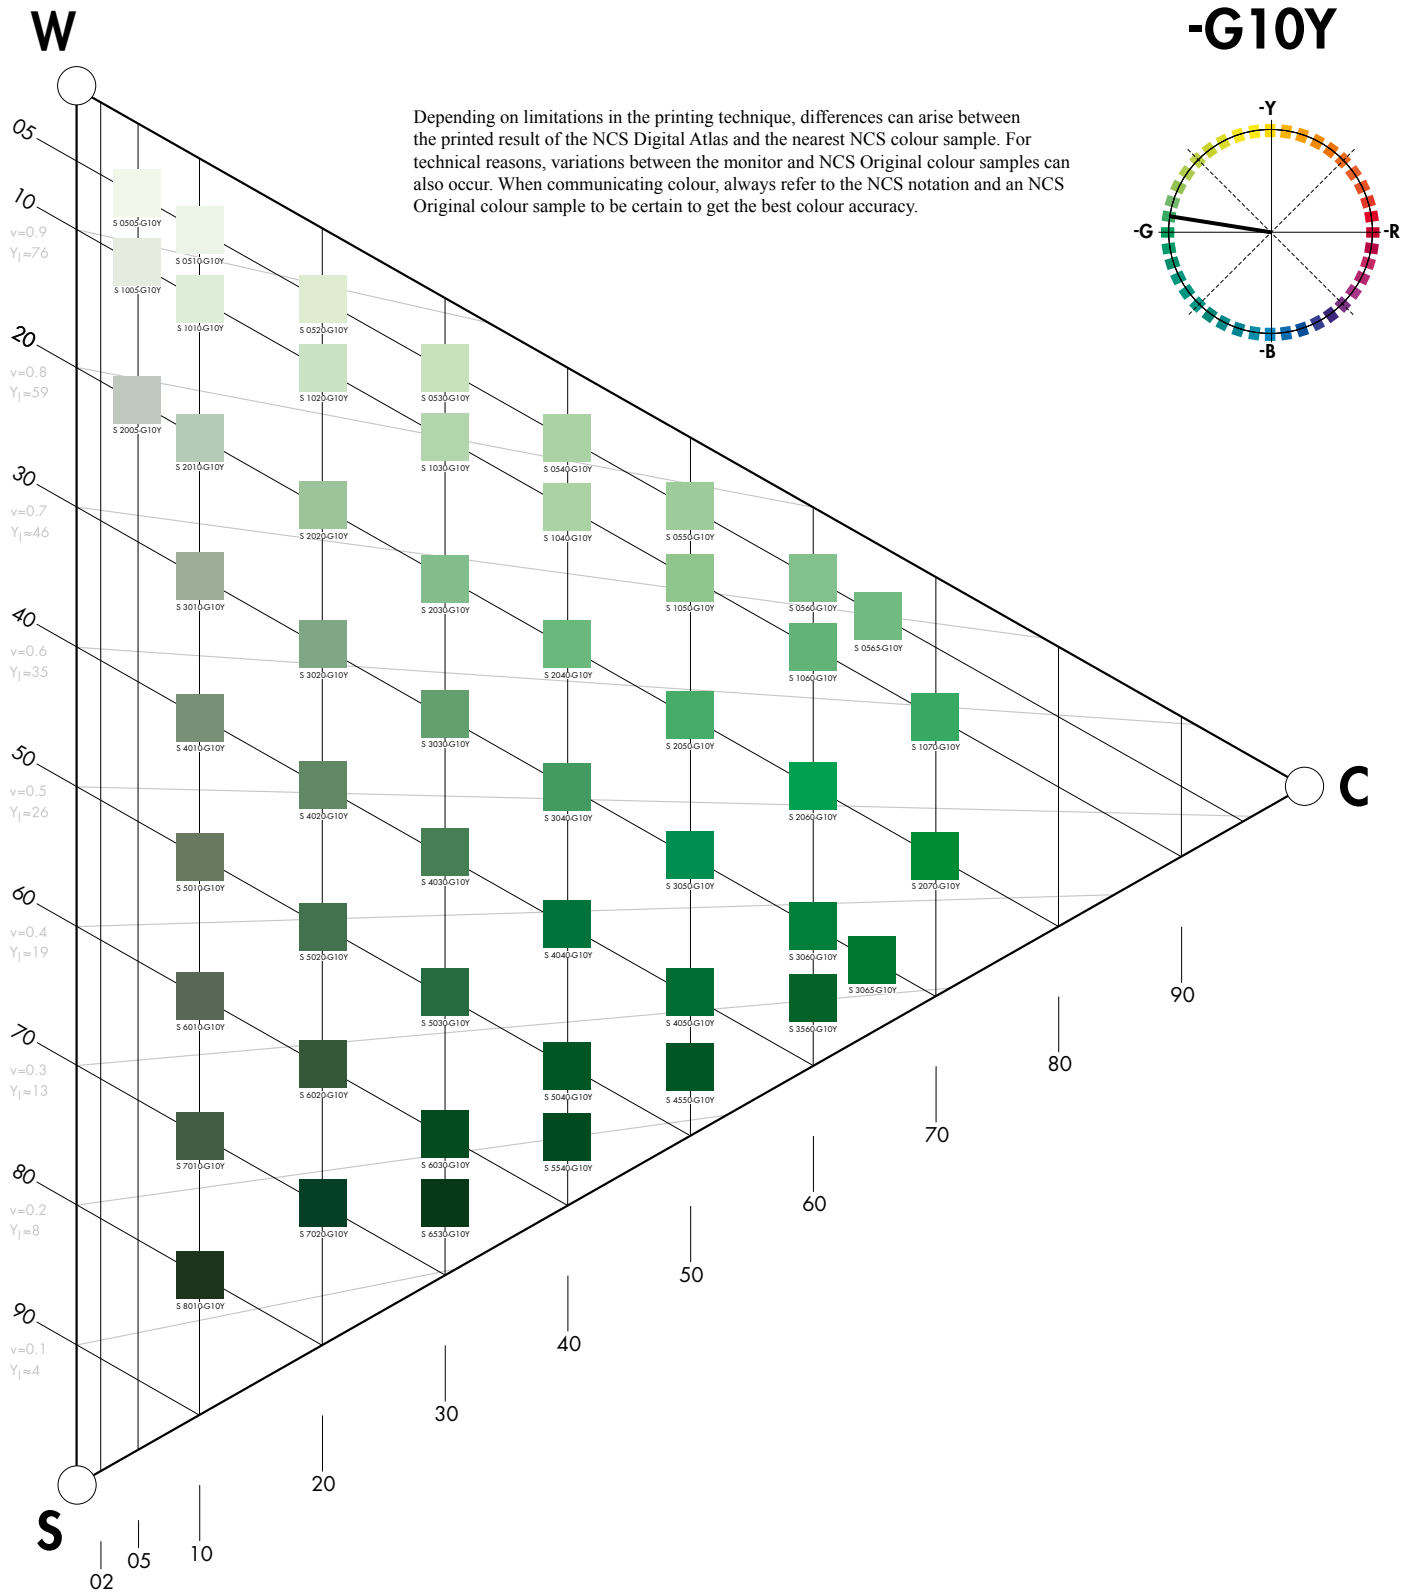 W
-G10Y
Depending on limitations in the printing technique, differences can arise between
the printed result of the NCS Digital Atlas and the nearest NCS colour sample. For
technical reasons, variations between the monitor and NCS Original colour samples can
also occur. When communicating colour, always refer to the NCS notation and an NCS
Original colour sample to be certain to get the best colour accuracy.
-Y
-G
-R
-B
05
10
v=0.9
Y|≈76
20
v=0.8
Y|≈59
30
v=0.7
Y|≈46
40
v=0.6
Y|≈35
50
v=0.5
Y|≈26
60
v=0.4
Y|≈19
70
v=0.3
Y|≈13
80
v=0.2
Y|≈8
90
v=0.1
Y|≈4
S 0505-G10Y
S 0510-G10Y
S 1005-G10Y
S 1010-G10Y
S 0520-G10Y
S 1020-G10Y
S 0530-G10Y
S 2005-G10Y
S 2010-G10Y
S 1030-G10Y
S 0540-G10Y
S 2020-G10Y
S 1040-G10Y
S 0550-G10Y
S 3010-G10Y
S 2030-G10Y
S 1050-G10Y
S 0560-G10Y
S 0565-G10Y
S 3020-G10Y
S 2040-G10Y
S 1060-G10Y
S 4010-G10Y
S 3030-G10Y
S 2050-G10Y
S 1070-G10Y
S 4020-G10Y
S 3040-G10Y
S 2060-G10Y
C
S 5010-G10Y
S 4030-G10Y
S 3050-G10Y
S 2070-G10Y
S 5020-G10Y
S 4040-G10Y
S 3060-G10Y
S 3065-G10Y
S 6010-G10Y
S 5030-G10Y
S 4050-G10Y
S 3560-G10Y
S 6020-G10Y
S 5040-G10Y
S 4550-G10Y
S 7010-G10Y
S 6030-G10Y
S 5540-G10Y
S 7020-G10Y
S 6530-G10Y
S 8010-G10Y
90
80
70
60
50
40
30
20
10
05
02
S